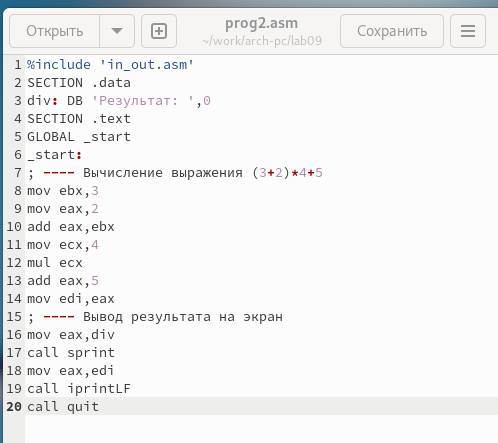 Открыть
prog2.asm
~/work/arch-pc/lab09
Сохранить
1 %include 'in_out.asm'
2 SECTION .data
3 div: DB 'Результат: ',0
4 SECTION .text
5 GLOBAL _start
6 _start:
7 ; ---- Вычисление выражения (3+2)*4+5
8 mov ebx,3
9 mov eax,2
10 add eax,ebx
11 mov ecx,4
12 mul ecx
13 add eax,5
14 mov edi,eax
15 ; ---- Вывод результата на экран
16 mov eax,div
17 call sprint
18 mov eax,edi
19 call iprintLF
20 call quit